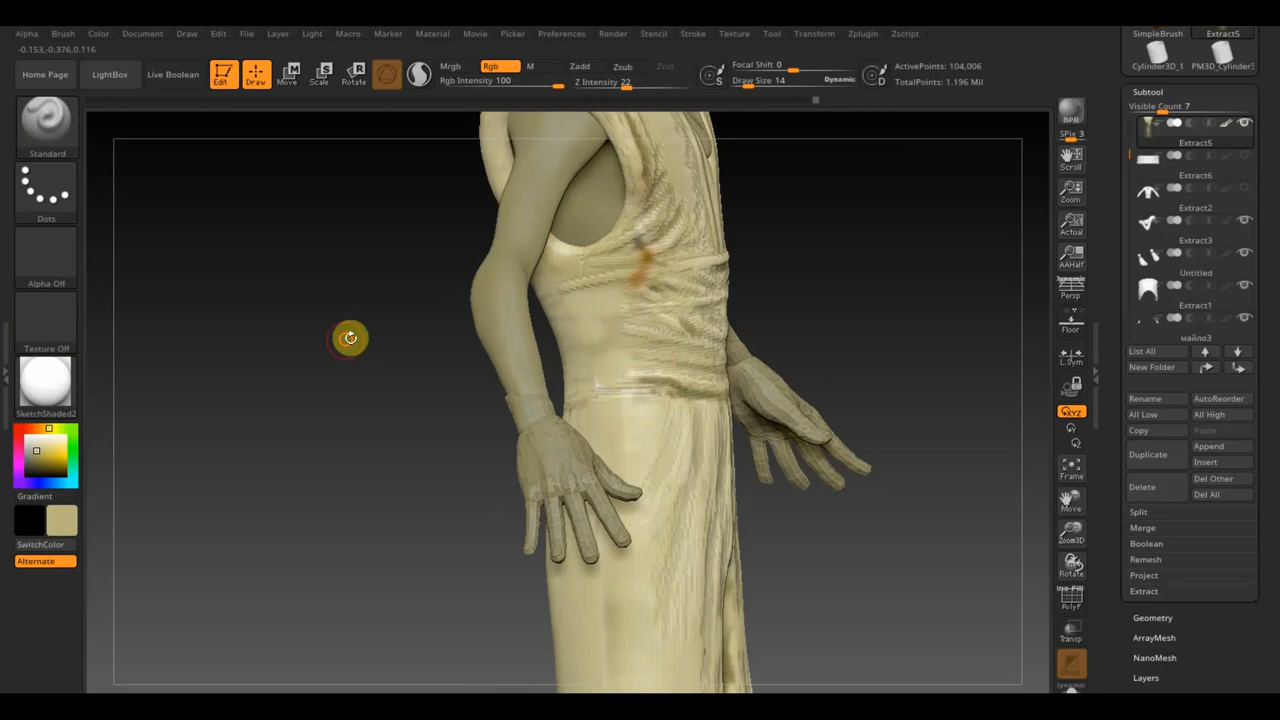 Alpha Brush Color Document Draw Edit File Layer Light Macro Marker Material Movie Picker Preferences Render Stencil Stroke Texture Tool Transform Zplugin Zscript
-0.153,-0.376,0.116
Home Page LightBox Live Boolean Edit Draw Move Scale Rotate
Mrgb Rgb M Zadd Zsub Zcut
Rgb Intensity 100 Z Intensity 22
Focal Shift 0
Draw Size 14 Dynamic
S D
ActivePoints: 104,006
TotalPoints: 1.196 Mil
Standard
Dots
Alpha Off
Texture Off
SketchShaded2
Gradient
SwitchColor
Alternate
BPR
SPix 3
Scroll
Zoom
Actual
AAHalf
Dynamic
Persp
Floor
L.Sym
XYZ
Y
Z
Frame
Move
Zoom3D
Rotate
PolyF
Transp
Dynamic
SimpleBrush Extract5
Cylinder3D_1 PM3D_Cylinder3
Subtool
Visible Count 7
Extract5
Extract6
Extract2
Extract3
Untitled
Extract1
майло3
List All
New Folder
Rename AutoReorder
All Low All High
Copy Paste
Duplicate Append
Insert
Delete Del Other
Del All
Split
Merge
Boolean
Remesh
Project
Extract
Geometry
ArrayMesh
NanoMesh
Layers